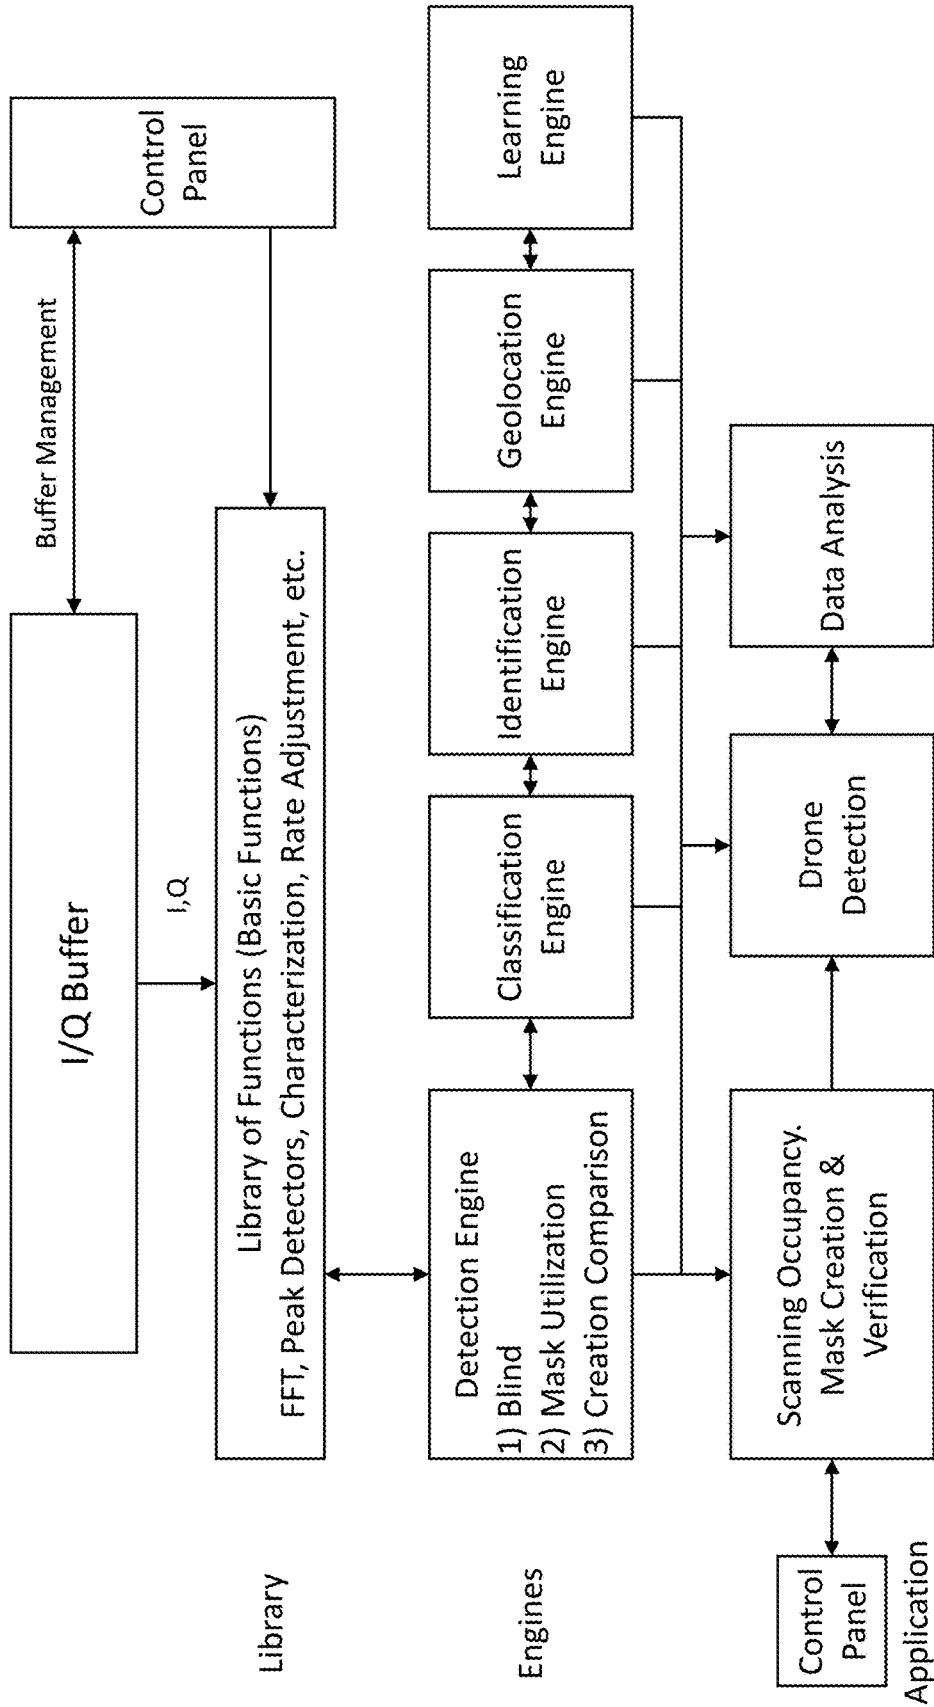 I/Q Buffer
Buffer Management
Control
Panel
I,Q
Library
Library of Functions (Basic Functions)
FFT, Peak Detectors, Characterization, Rate Adjustment, etc.
Engines
Detection Engine
1) Blind
2) Mask Utilization
3) Creation Comparison
Classification
Engine
Identification
Engine
Geolocation
Engine
Learning
Engine
Control
Panel
Application
Scanning Occupancy.
Mask Creation &
Verification
Drone
Detection
Data Analysis